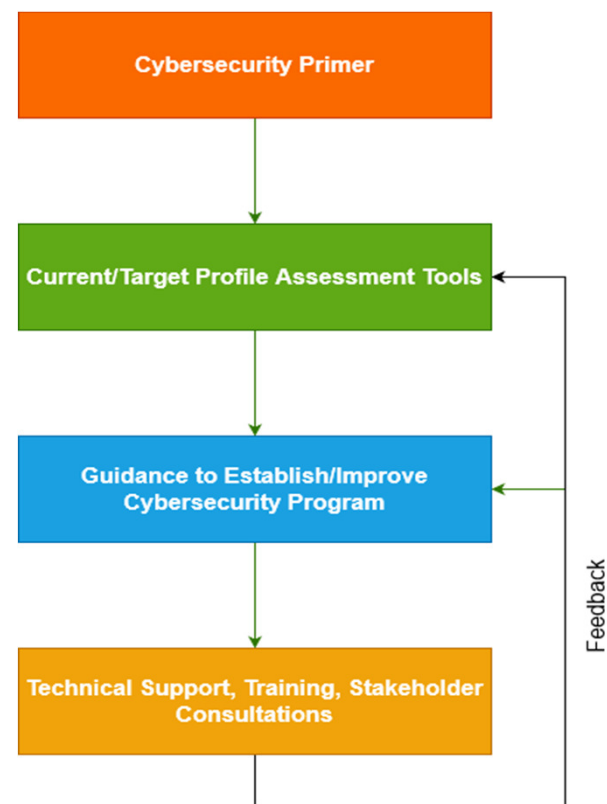 Cybersecurity Primer
Current/Target Profile Assessment Tools
Guidance to Establish/Improve
Cybersecurity Program
Feedback
Technical Support, Training, Stakeholder
Consultations